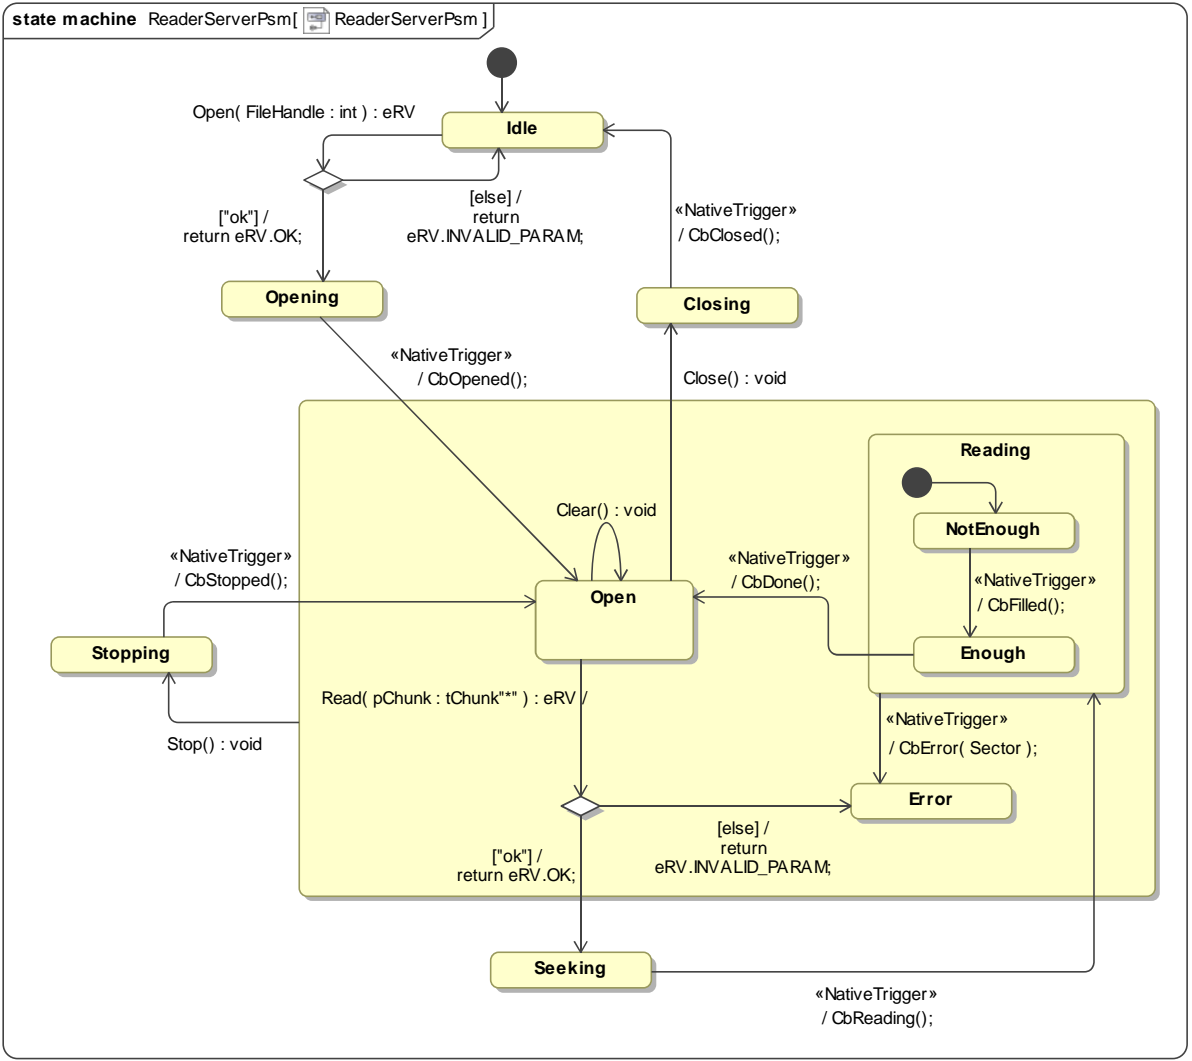 state machine ReaderServerPsm[ ReaderServerPsm ]
Open( FileHandle : int ) : eRV
Idle
["ok"] /
return eRV.OK;
[else] /
return
eRV.INVALID_PARAM;
«NativeTrigger»
/ CbClosed();
Opening
Closing
«NativeTrigger»
/ CbOpened();
Close() : void
Reading
Clear() : void
NotEnough
«NativeTrigger»
/ CbStopped();
«NativeTrigger»
/ CbDone();
«NativeTrigger»
/ CbFilled();
Open
Stopping
Enough
Read( pChunk : tChunk"*" ) : eRV /
Stop() : void
«NativeTrigger»
/ CbError( Sector );
Error
["ok"] /
return eRV.OK;
[else] /
return
eRV.INVALID_PARAM;
Seeking
«NativeTrigger»
/ CbReading();